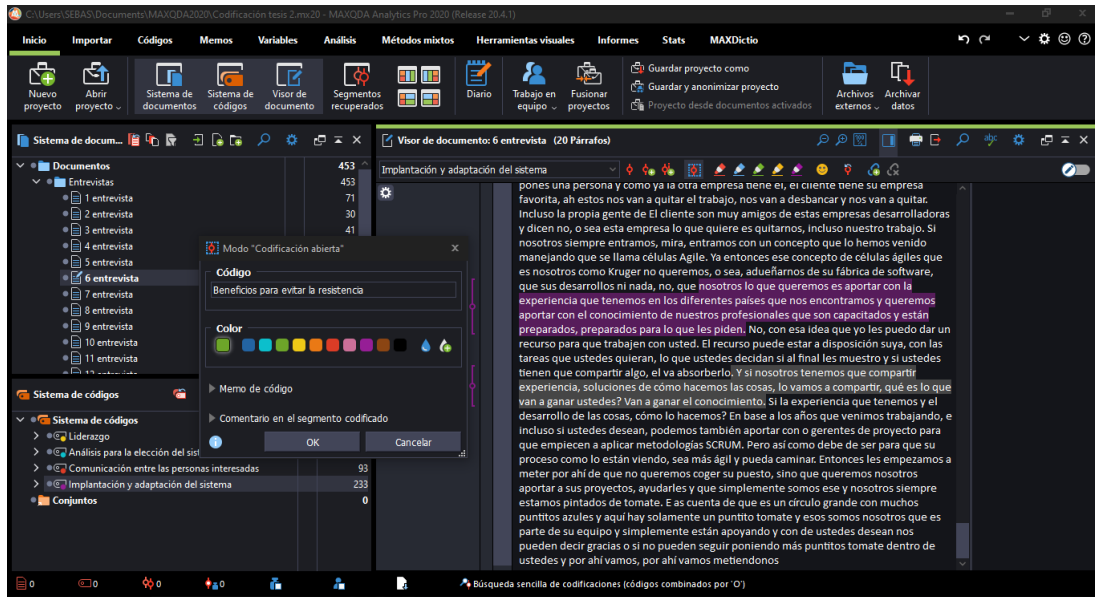 C:\Users\SEBAS\Documents\MAXQDA2020\Codificación tesis 2.mx20 - MAXQDA Analytics Pro 2020 (Release 20.4.1)
Inicio Importar Códigos Memos Variables Análisis Métodos mixtos Herramientas visuales Informes Stats MAXDictio
Nuevo proyecto
Abrir proyecto
Sistema de documentos
Sistema de códigos
Visor de documento
Segmentos recuperados
Diario
Trabajo en equipo
Fusionar proyectos
Guardar proyecto como
Guardar y anonimizar proyecto
Proyecto desde documentos activados
Archivos externos
Archivar datos
Sistema de docum...
Documentos 453
Entrevistas 453
1 entrevista 71
2 entrevista 30
3 entrevista 41
4 entrevista
5 entrevista
6 entrevista
7 entrevista
8 entrevista
9 entrevista
10 entrevista
11 entrevista
Sistema de códigos
Sistema de códigos
Liderazgo
Análisis para la elección del sis
Comunicación entre las personas interesadas 93
Implantación y adaptación del sistema 233
Conjuntos 0
Modo "Codificación abierta"
Código
Beneficios para evitar la resistencia
Color
Memo de código
Comentario en el segmento codificado
OK Cancelar
Visor de documento: 6 entrevista (20 Párrafos)
abc
Implantación y adaptación del sistema
pones una persona y como ya la otra empresa tiene el, el cliente tiene su empresa
favorita, ah estos nos van a quitar el trabajo, nos van a desbancar y nos van a quitar.
Incluso la propia gente de El cliente son muy amigos de estas empresas desarrolladoras
y dicen no, o sea esta empresa lo que quiere es quitarnos, incluso nuestro trabajo. Si
nosotros siempre entramos, mira, entramos con un concepto que lo hemos venido
manejando que se llama células Agile. Ya entonces ese concepto de células ágiles que
es nosotros como Kruger no queremos, o sea, adueñarnos de su fábrica de software,
que sus desarrollos ni nada, no, que nosotros lo que queremos es aportar con la
experiencia que tenemos en los diferentes países que nos encontramos y queremos
aportar con el conocimiento de nuestros profesionales que son capacitados y están
preparados, preparados para lo que les piden. No, con esa idea que yo les puedo dar un
recurso para que trabajen con usted. El recurso puede estar a disposición suya, con las
tareas que ustedes quieran, lo que ustedes decidan si al final les muestro y si ustedes
tienen que compartir algo, el va absorberlo. Y si nosotros tenemos que compartir
experiencia, soluciones de cómo hacemos las cosas, lo vamos a compartir, qué es lo que
van a ganar ustedes? Van a ganar el conocimiento. Si la experiencia que tenemos y el
desarrollo de las cosas, cómo lo hacemos? En base a los años que venimos trabajando, e
incluso si ustedes desean, podemos también aportar con o gerentes de proyecto para
que empiecen a aplicar metodologías SCRUM. Pero así como debe de ser para que su
proceso como lo están viendo, sea más ágil y pueda caminar. Entonces les empezamos a
meter por ahí de que no queremos coger su puesto, sino que queremos nosotros
aportar a sus proyectos, ayudarles y que simplemente somos ese y nosotros siempre
estamos pintados de tomate. E as cuenta de que es un círculo grande con muchos
puntitos azules y aquí hay solamente un puntito tomate y esos somos nosotros que es
parte de su equipo y simplemente están apoyando y con de ustedes desean nos
pueden decir gracias o si no pueden seguir poniendo más puntitos tomate dentro de
ustedes y por ahí vamos, por ahí vamos metiendonos
0 0 0 0 Búsqueda sencilla de codificaciones (códigos combinados por 'O')